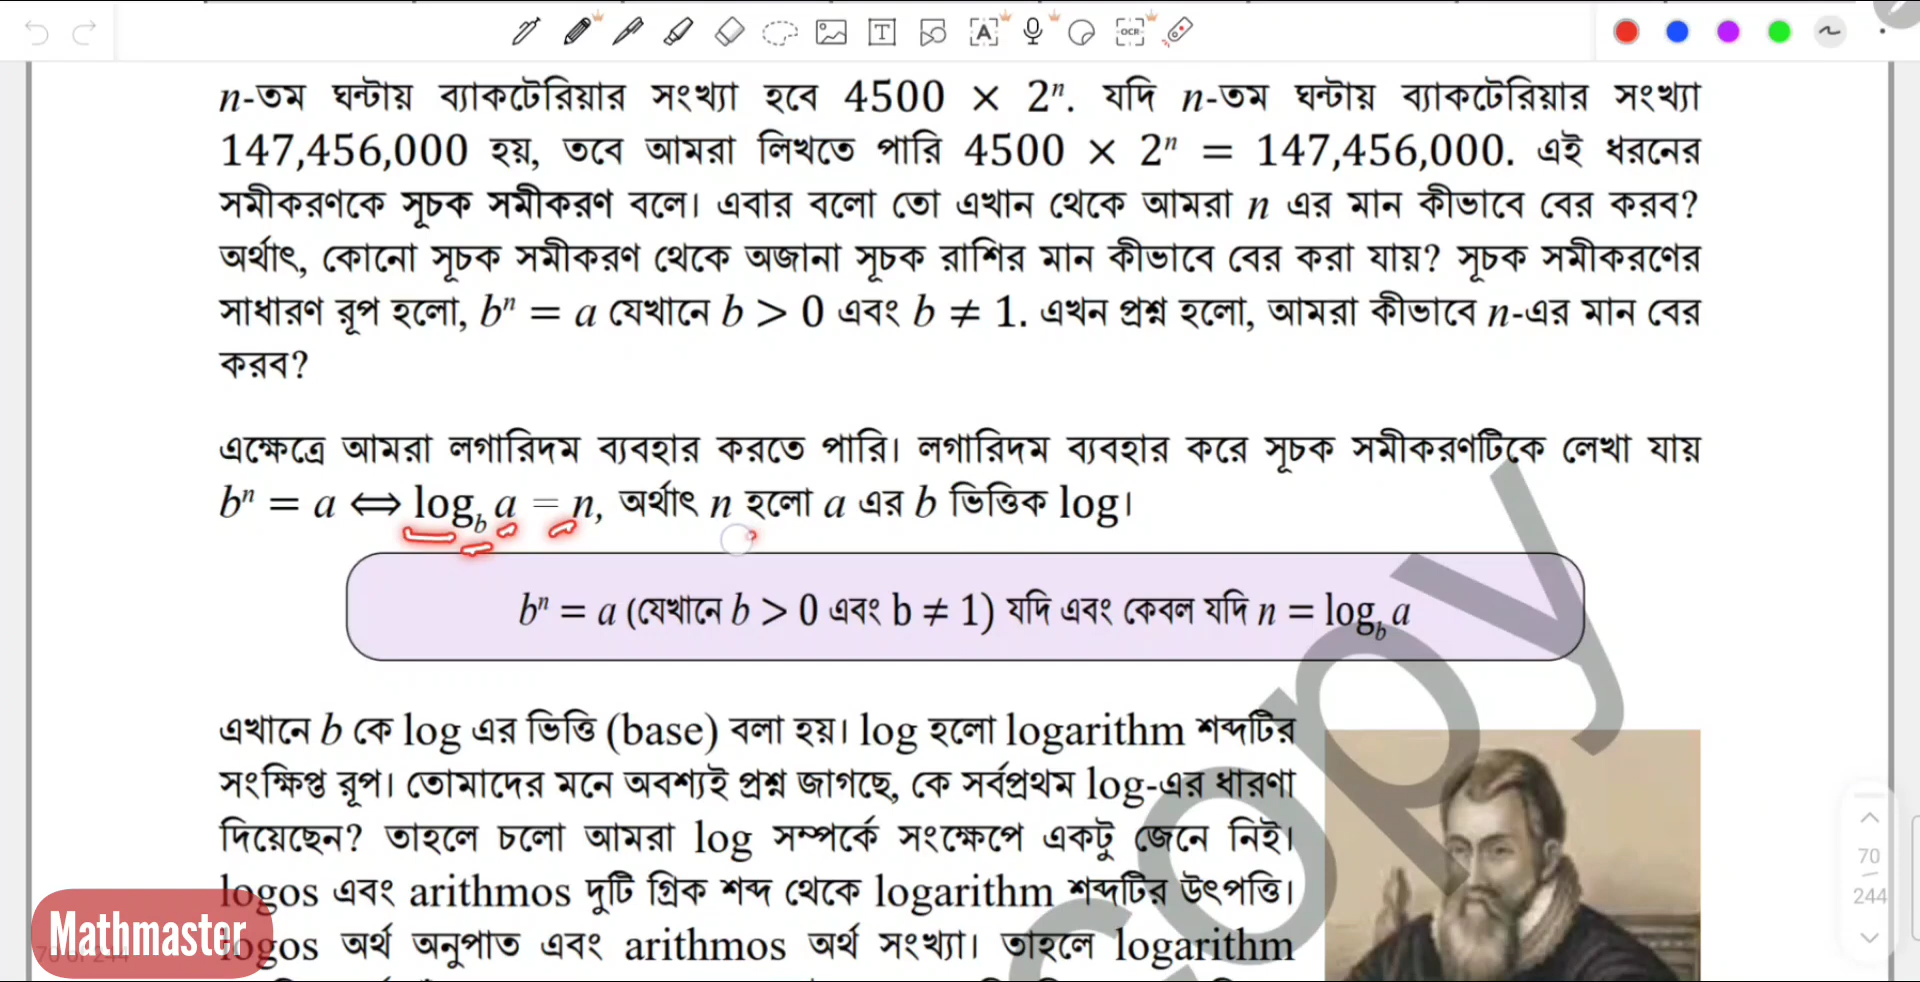 n-তম ঘন্টায় ব্যাকটেরিয়ার সংখ্যা হবে 4500 × 2ⁿ. যদি n-তম ঘন্টায় ব্যাকটেরিয়ার সংখ্যা
147,456,000 হয়, তবে আমরা লিখতে পারি 4500 × 2ⁿ = 147,456,000. এই ধরনের
সমীকরণকে সূচক সমীকরণ বলে। এবার বলো তো এখান থেকে আমরা n এর মান কীভাবে বের করব?
অর্থাৎ, কোনো সূচক সমীকরণ থেকে অজানা সূচক রাশির মান কীভাবে বের করা যায়? সূচক সমীকরণের
সাধারণ রূপ হলো, bⁿ = a যেখানে b > 0 এবং b ≠ 1. এখন প্রশ্ন হলো, আমরা কীভাবে n-এর মান বের
করব?
এক্ষেত্রে আমরা লগারিদম ব্যবহার করতে পারি। লগারিদম ব্যবহার করে সূচক সমীকরণটিকে লেখা যায়
bⁿ = a ⟺ log_b a = n, অর্থাৎ n হলো a এর b ভিত্তিক log।
bⁿ = a (যেখানে b > 0 এবং b ≠ 1) যদি এবং কেবল যদি n = log_b a
এখানে b কে log এর ভিত্তি (base) বলা হয়। log হলো logarithm শব্দটির
সংক্ষিপ্ত রূপ। তোমাদের মনে অবশ্যই প্রশ্ন জাগছে, কে সর্বপ্রথম log-এর ধারণা
দিয়েছেন? তাহলে চলো আমরা log সম্পর্কে সংক্ষেপে একটু জেনে নিই।
logos এবং arithmos দুটি গ্রিক শব্দ থেকে logarithm শব্দটির উৎপত্তি।
logos অর্থ অনুপাত এবং arithmos অর্থ সংখ্যা। তাহলে logarithm
Mathmaster
70 of 244
70
244
copy
T
A
OCR